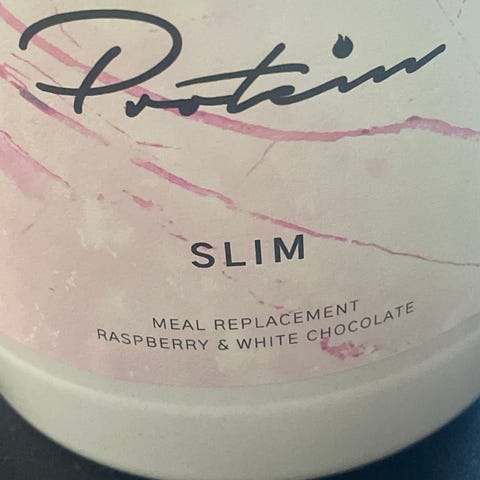 Protein
SLIM
MEAL REPLACEMENT
RASPBERRY & WHITE CHOCOLATE